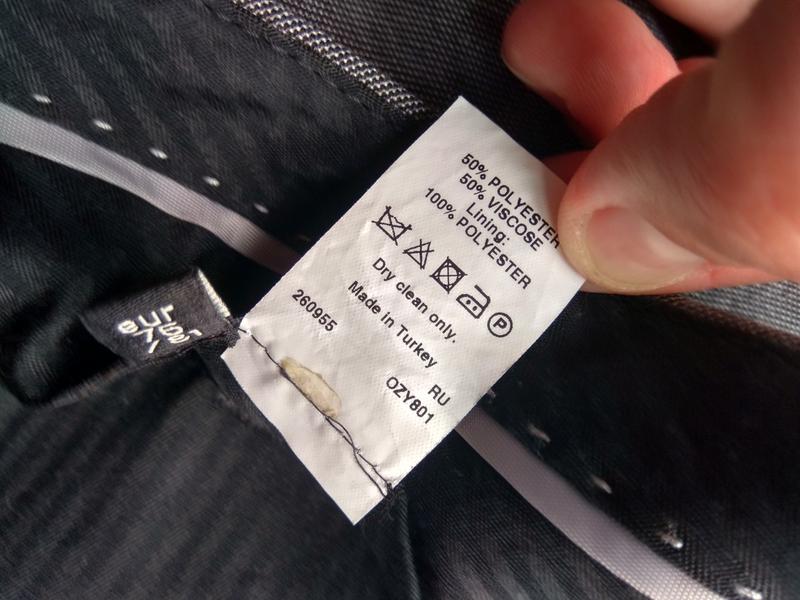 50% POLYESTER
50% VISCOSE
Lining:
100% POLYESTER
P
Dry clean only.
Made in Turkey
260955
RU
OZY801